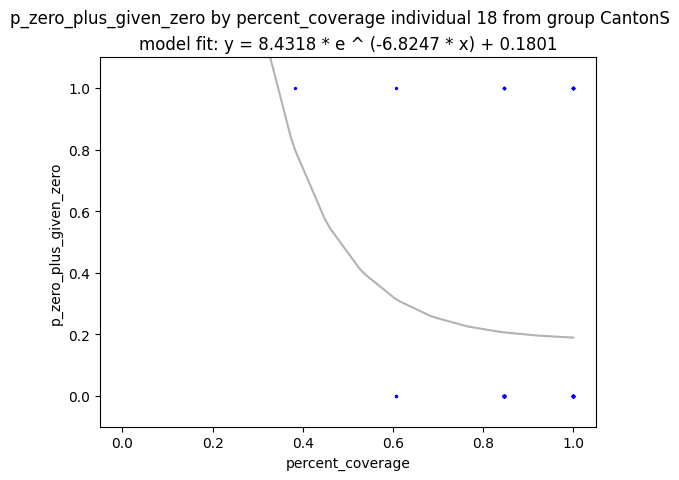 p_zero_plus_given_zero by percent_coverage individual 18 from group CantonS
model fit: y = 8.4318 * e ^ (-6.8247 * x) + 0.1801
1.0
0.8
0.6
0.4
0.2
0.0
p_zero_plus_given_zero
0.0 0.2 0.4 0.6 0.8 1.0
percent_coverage